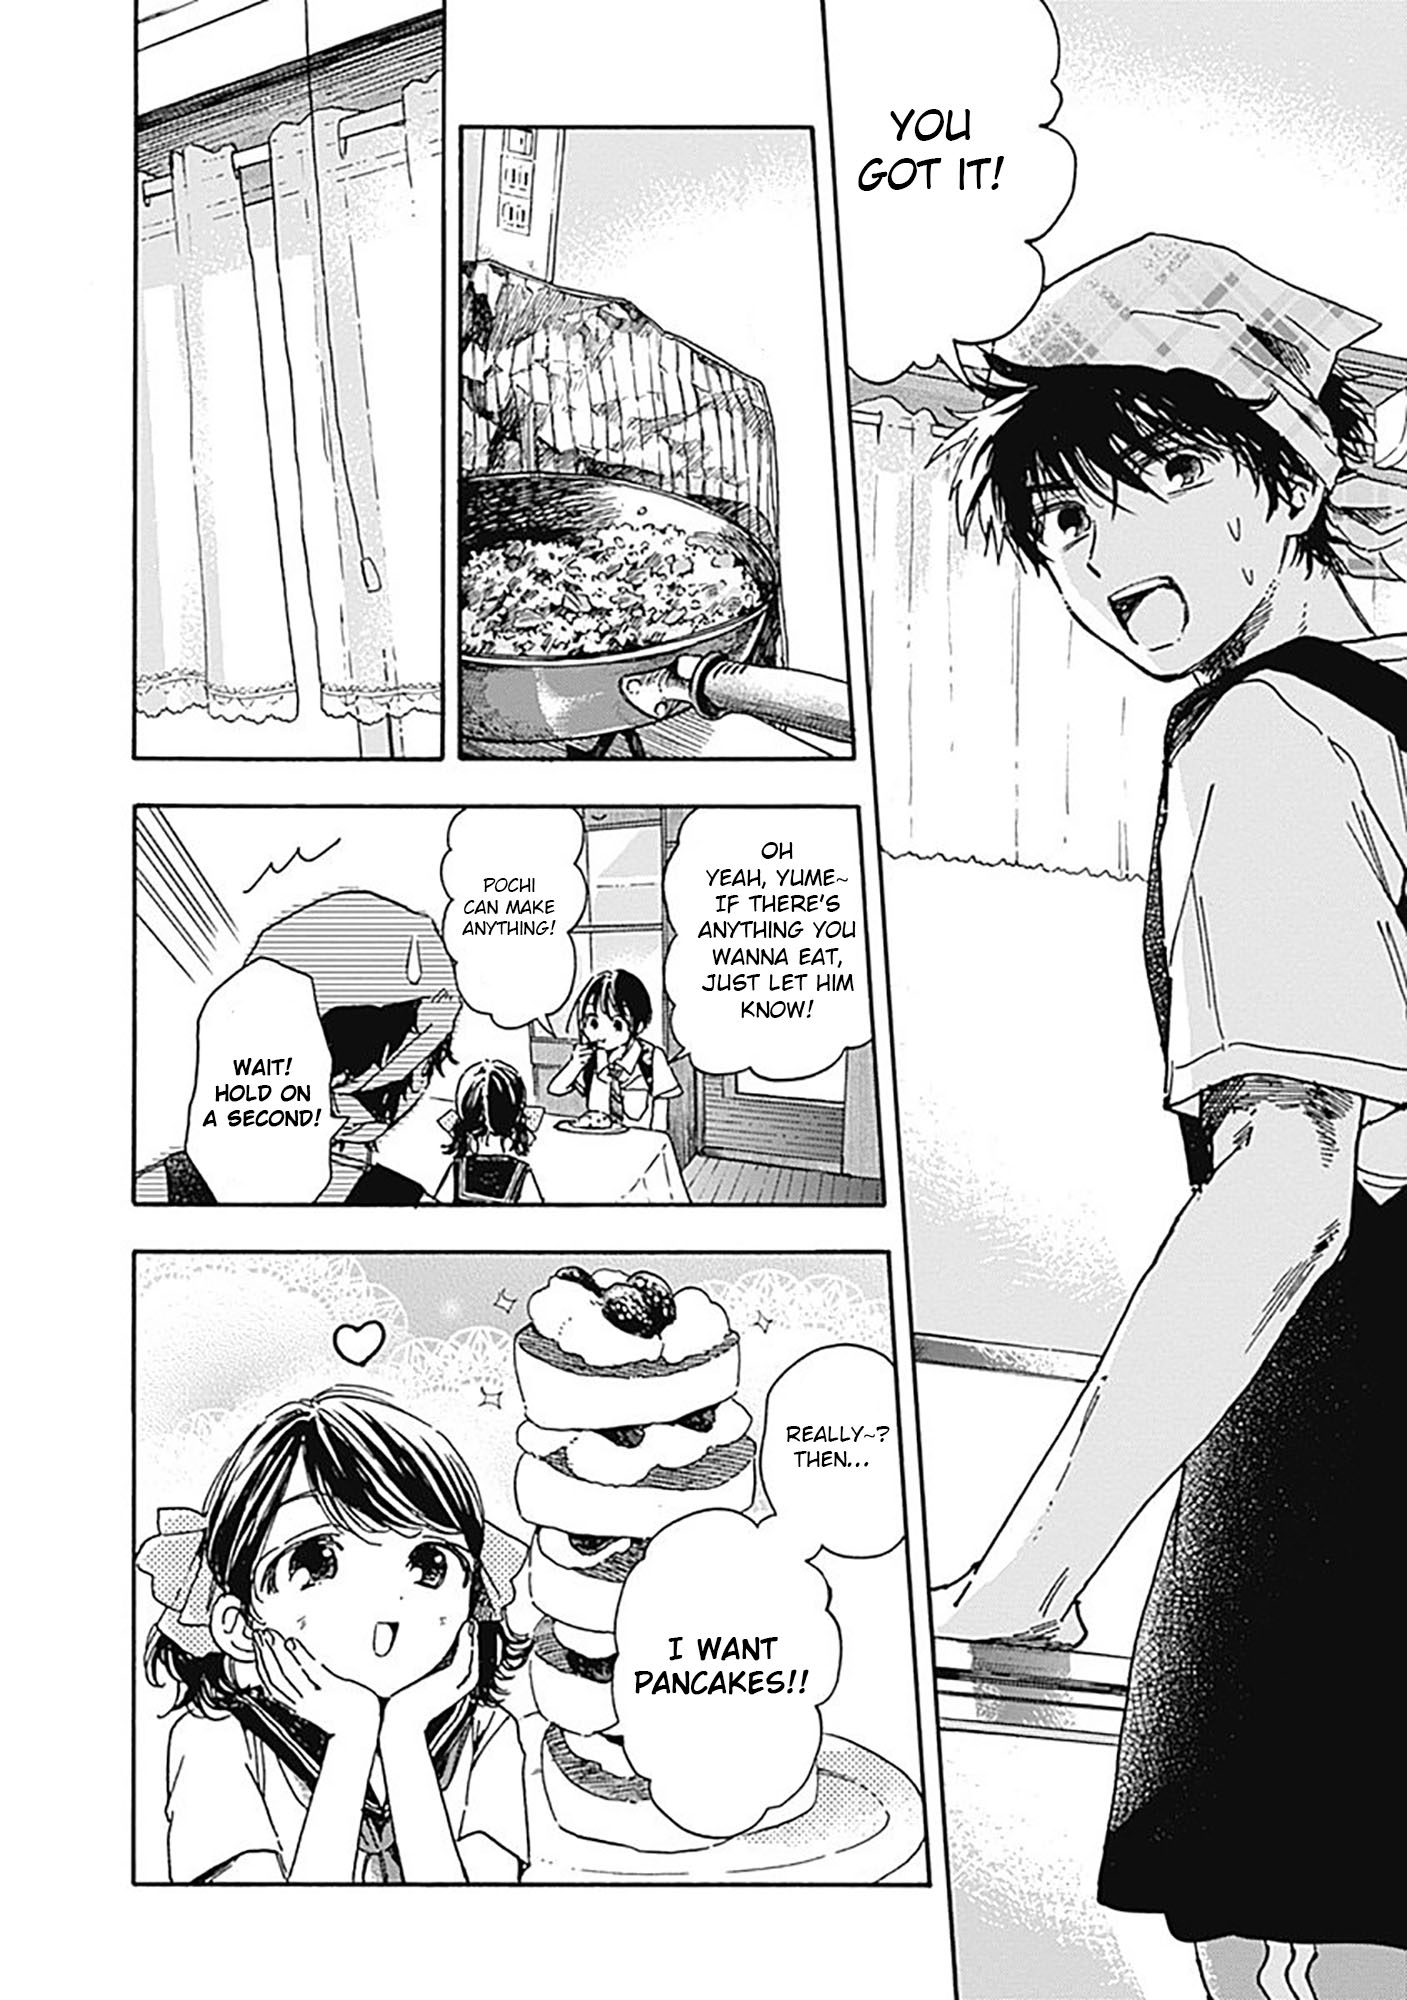 YOU
GOT IT!
OH
YEAH, YUME~
IF THERE'S
ANYTHING YOU
WANNA EAT,
JUST LET HIM
KNOW!
POCHI
CAN MAKE
ANYTHING!
WAIT!
HOLD ON
A SECOND!
REALLY~?
THEN...
I WANT
PANCAKES!!